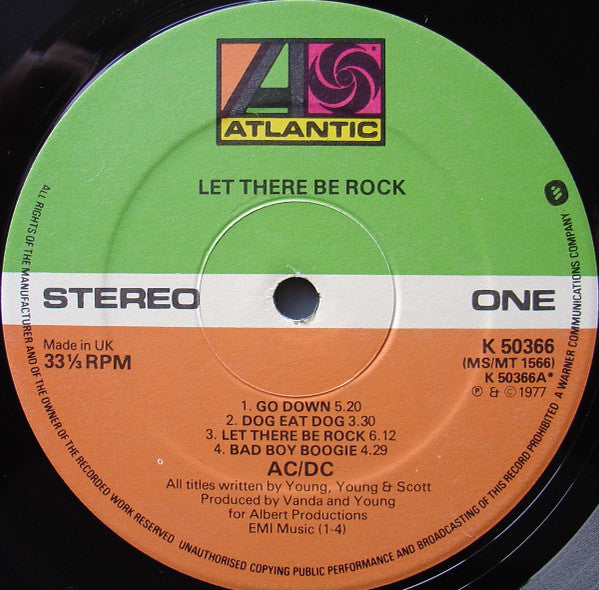 ATLANTIC
LET THERE BE ROCK
STEREO
ONE
Made in UK
33⅓ RPM
K 50366
(MS/MT 1566)
K 50366A*
℗ & © 1977
1. GO DOWN 5.20
2. DOG EAT DOG 3.30
3. LET THERE BE ROCK 6.12
4. BAD BOY BOOGIE 4.29
AC/DC
All titles written by Young, Young & Scott
Produced by Vanda and Young
for Albert Productions
EMI Music (1-4)
ALL RIGHTS OF THE MANUFACTURER AND OF THE OWNER OF THE RECORDED WORK RESERVED UNAUTHORISED COPYING PUBLIC PERFORMANCE AND BROADCASTING OF THIS RECORD PROHIBITED A WARNER COMMUNICATIONS COMPANY